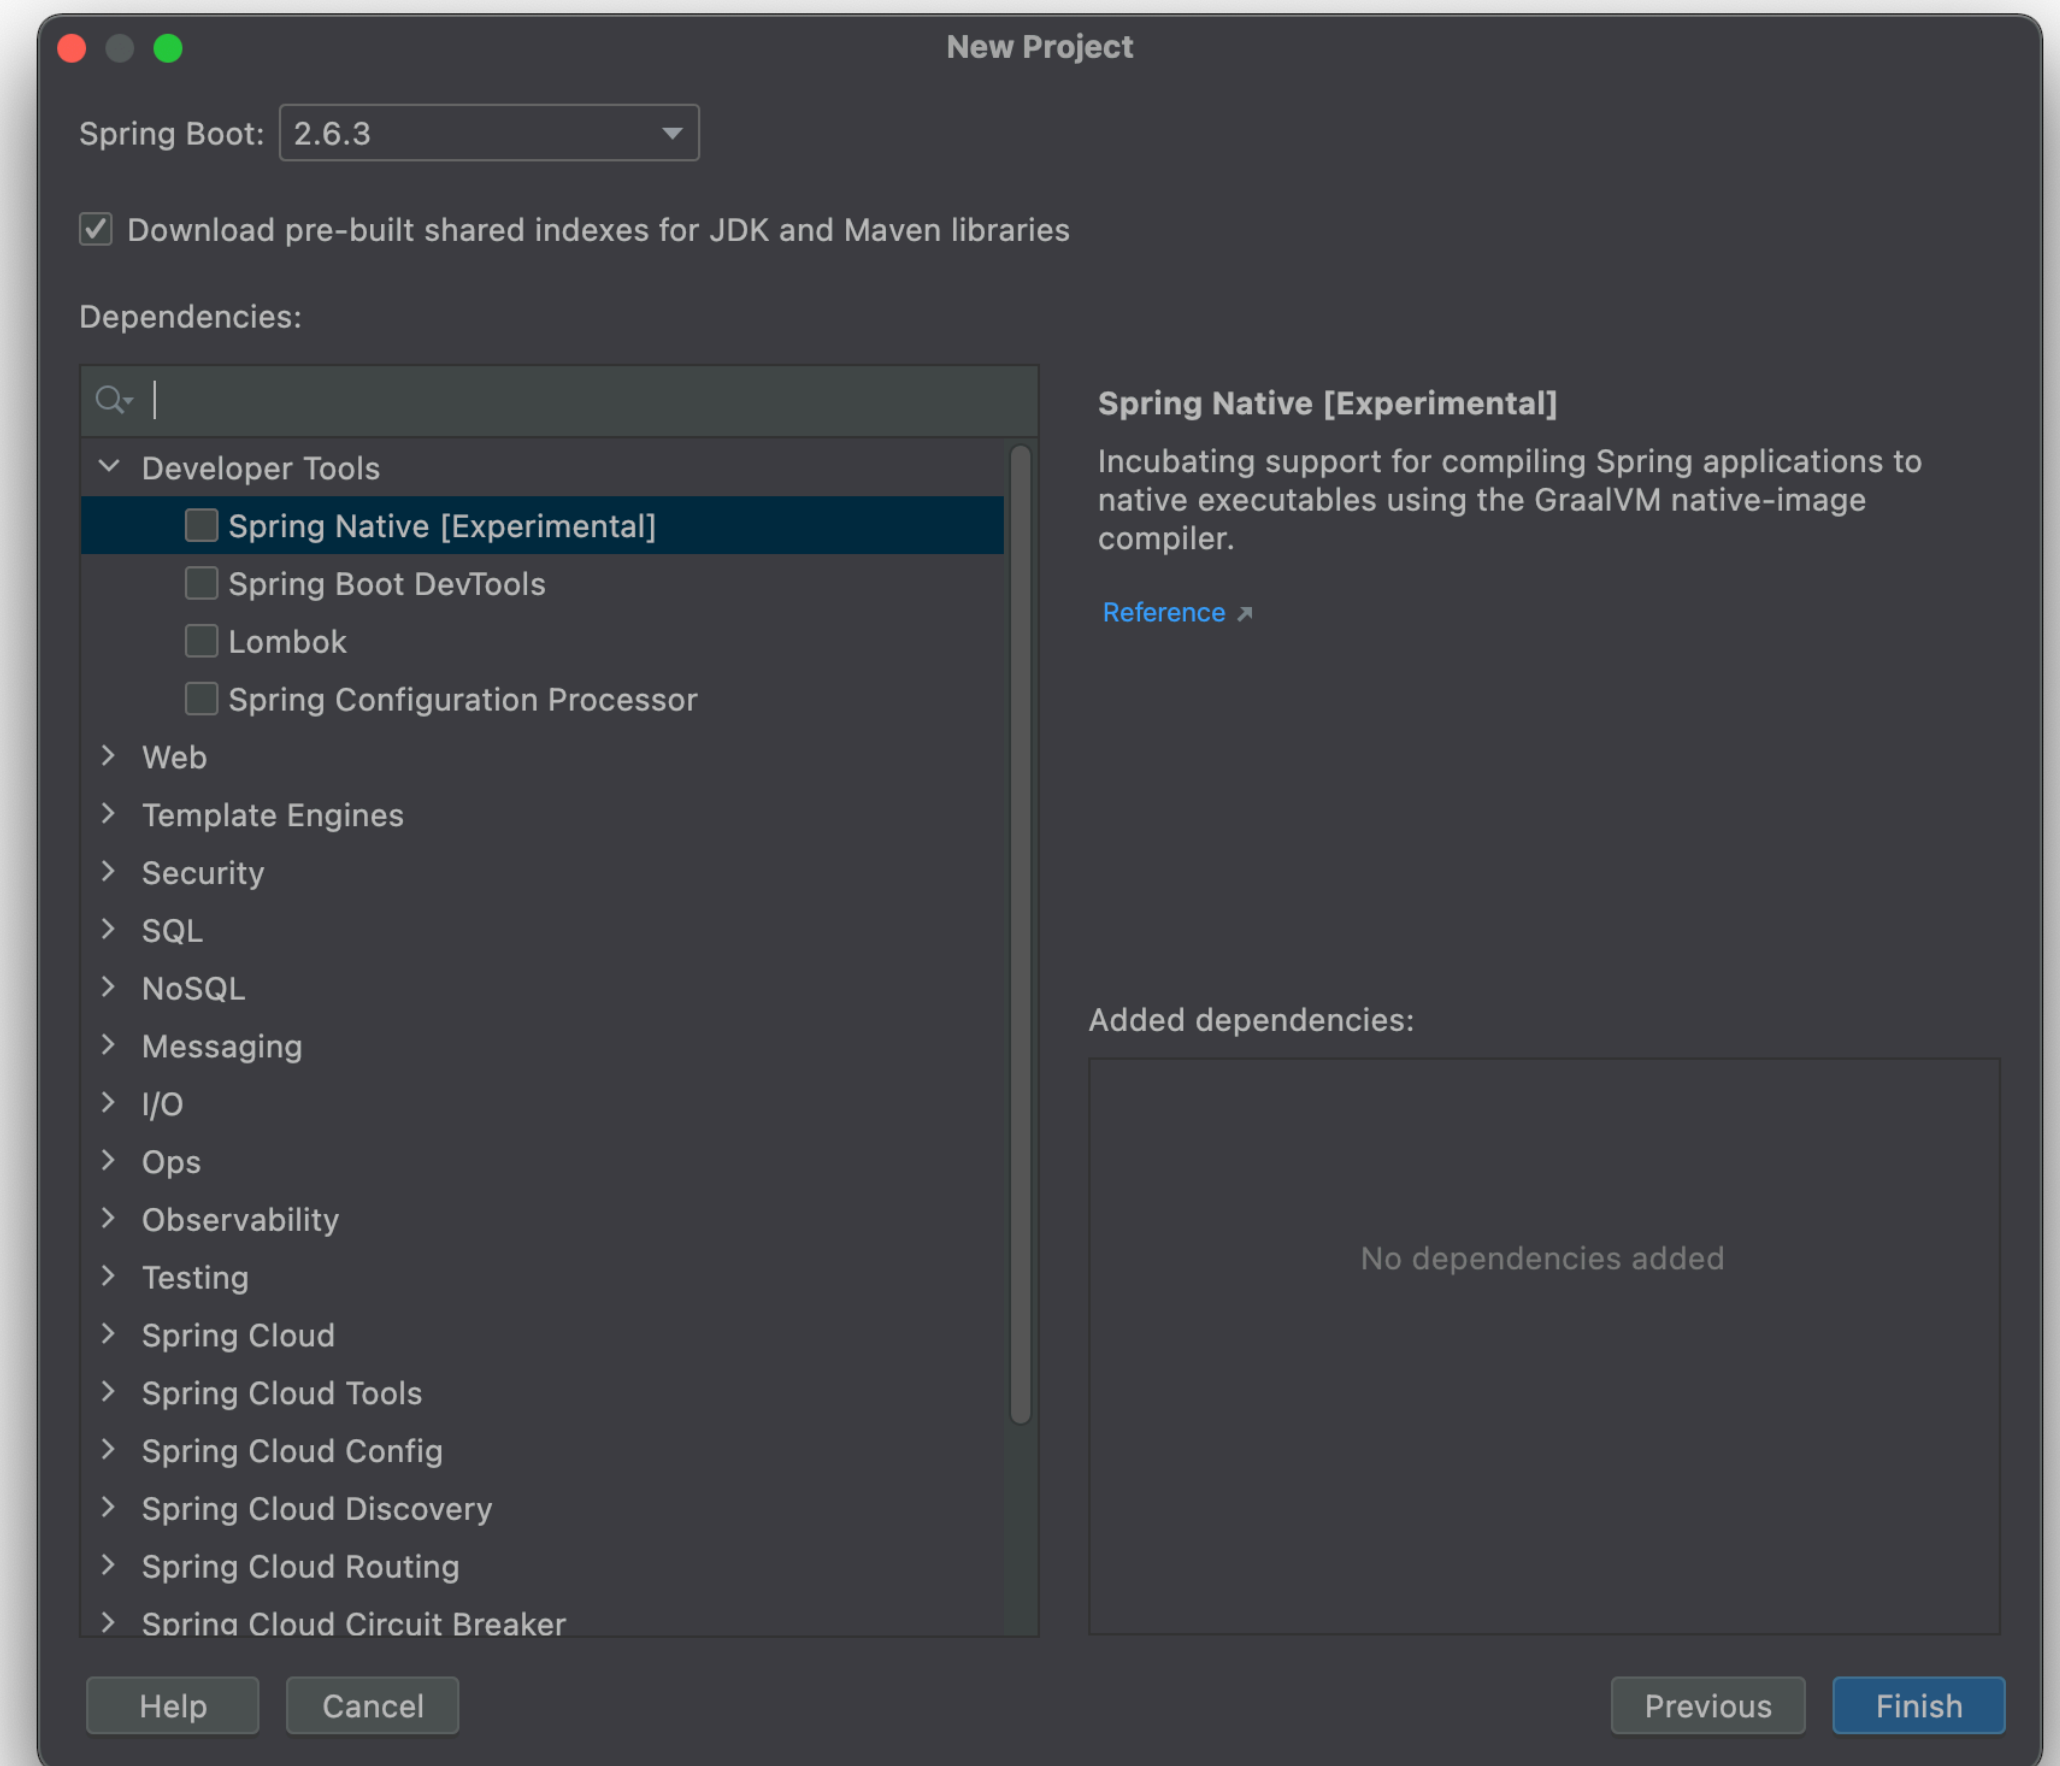 New Project
Spring Boot: 2.6.3
Download pre-built shared indexes for JDK and Maven libraries
Dependencies:
Developer Tools
Spring Native [Experimental]
Spring Boot DevTools
Lombok
Spring Configuration Processor
Web
Template Engines
Security
SQL
NoSQL
Messaging
I/O
Ops
Observability
Testing
Spring Cloud
Spring Cloud Tools
Spring Cloud Config
Spring Cloud Discovery
Spring Cloud Routing
Spring Cloud Circuit Breaker
Spring Native [Experimental]
Incubating support for compiling Spring applications to
native executables using the GraalVM native-image
compiler.
Reference
Added dependencies:
No dependencies added
Help Cancel Previous Finish